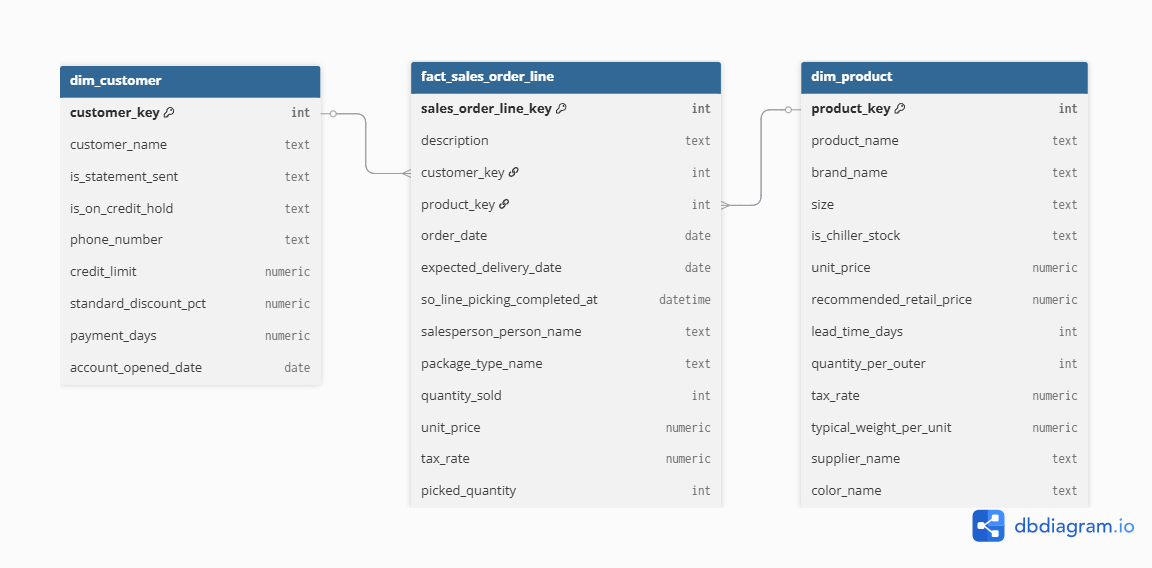 dim_customer
customer_key int
customer_name text
is_statement_sent text
is_on_credit_hold text
phone_number text
credit_limit numeric
standard_discount_pct numeric
payment_days numeric
account_opened_date date
fact_sales_order_line
sales_order_line_key int
description text
customer_key int
product_key int
order_date date
expected_delivery_date date
so_line_picking_completed_at datetime
salesperson_person_name text
package_type_name text
quantity_sold int
unit_price numeric
tax_rate numeric
picked_quantity int
dim_product
product_key int
product_name text
brand_name text
size text
is_chiller_stock text
unit_price numeric
recommended_retail_price numeric
lead_time_days int
quantity_per_outer int
tax_rate numeric
typical_weight_per_unit numeric
supplier_name text
color_name text
dbdiagram.io